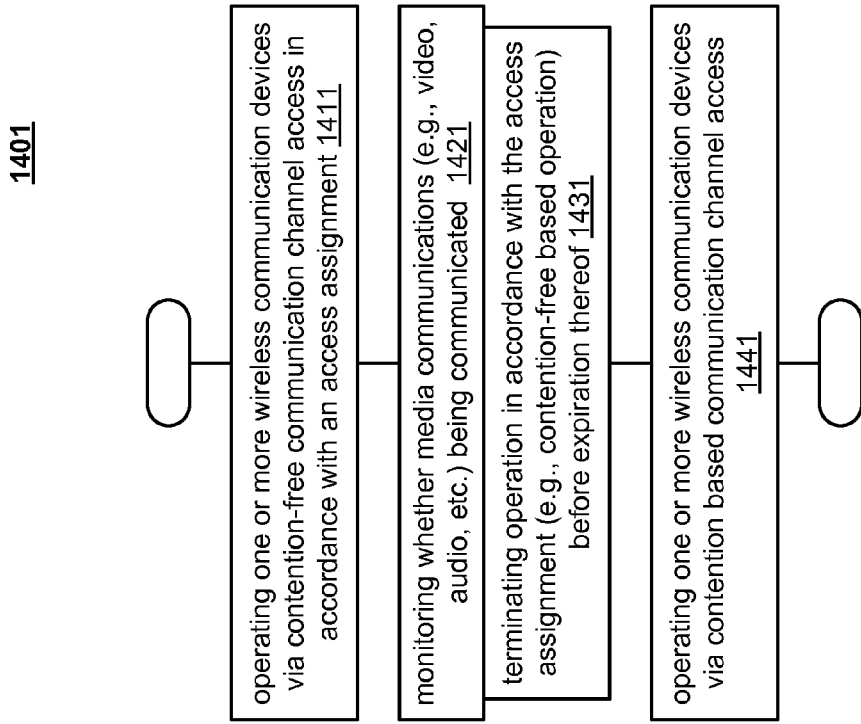 1401
operating one or more wireless communication devices
via contention-free communication channel access in
accordance with an access assignment 1411
monitoring whether media communications (e.g., video,
audio, etc.) being communicated 1421
terminating operation in accordance with the access
assignment (e.g., contention-free based operation)
before expiration thereof 1431
operating one or more wireless communication devices
via contention based communication channel access
1441